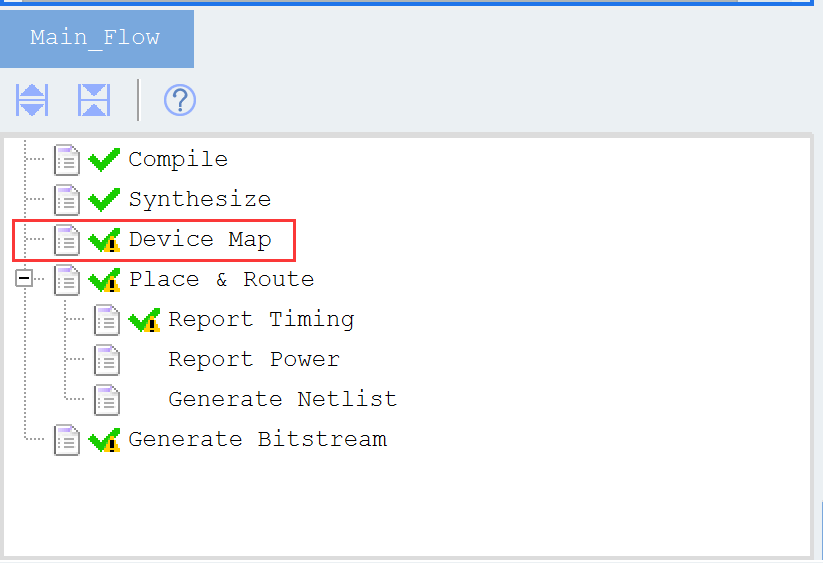 Main_Flow
Compile
Synthesize
Device Map
Place & Route
Report Timing
Report Power
Generate Netlist
Generate Bitstream